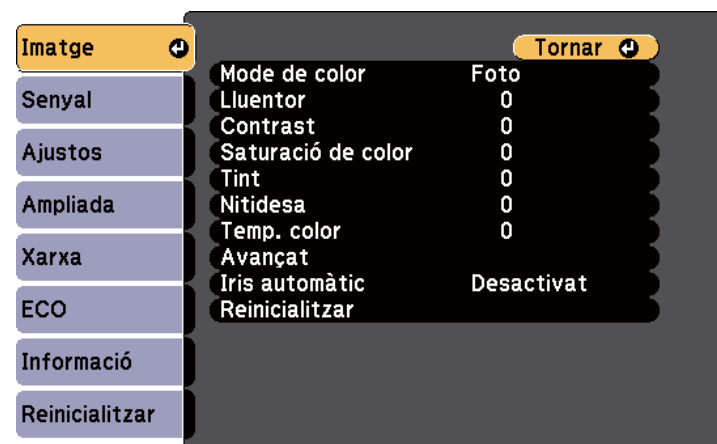 Imatge
Senyal
Ajustos
Ampliada
Xarxa
ECO
Informació
Reinicialitzar
Tornar
Mode de color Foto
Lluentor 0
Contrast 0
Saturació de color 0
Tint 0
Nitidesa 0
Temp. color 0
Avançat
Iris automàtic Desactivat
Reinicialitzar